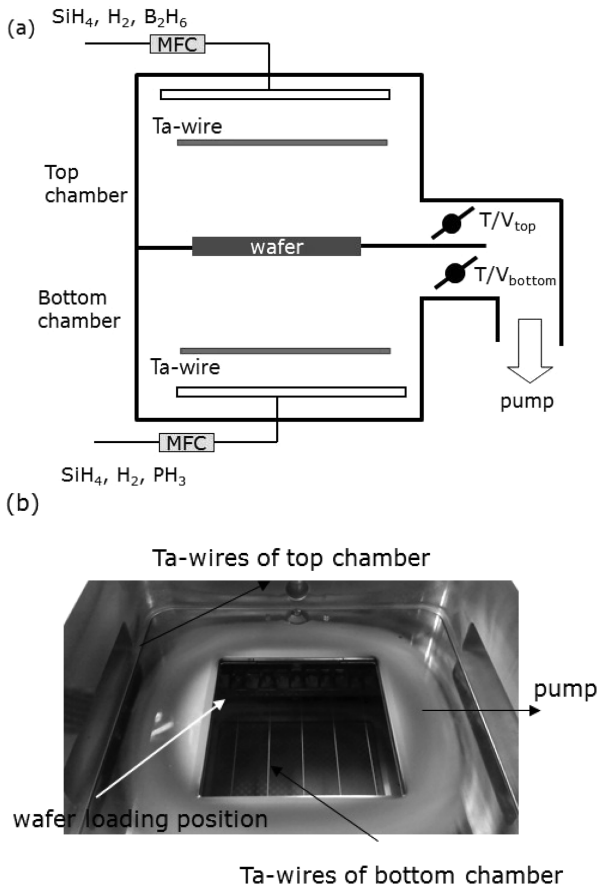 (a)
SiH₄, H₂, B₂H₆
MFC
Ta-wire
Top
chamber
T/Vtop
wafer
T/Vbottom
Bottom
chamber
Ta-wire
pump
MFC
SiH₄, H₂, PH₃
(b)
Ta-wires of top chamber
pump
wafer loading position
Ta-wires of bottom chamber